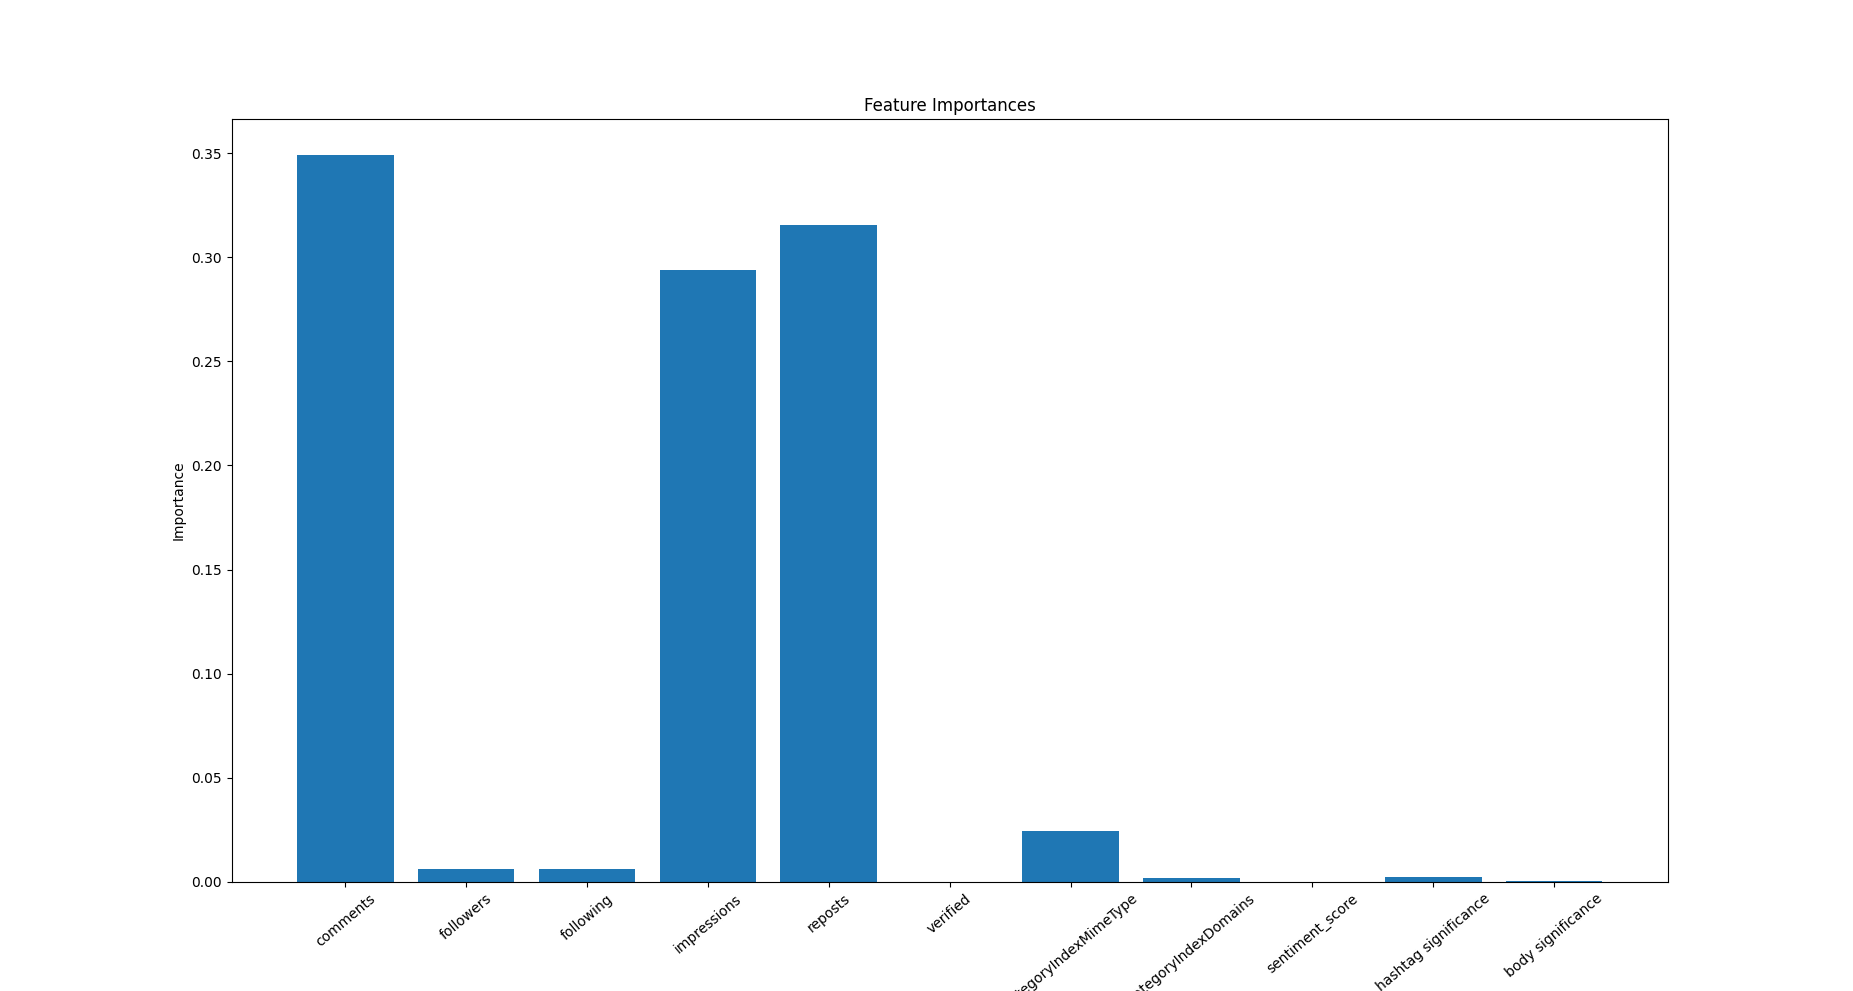 Feature Importances
Importance
0.35
0.30
0.25
0.20
0.15
0.10
0.05
0.00
comments
followers
following
impressions
reposts
verified
tegoryIndexMimeType
tegoryIndexDomains
sentiment_score
hashtag significance
body significance